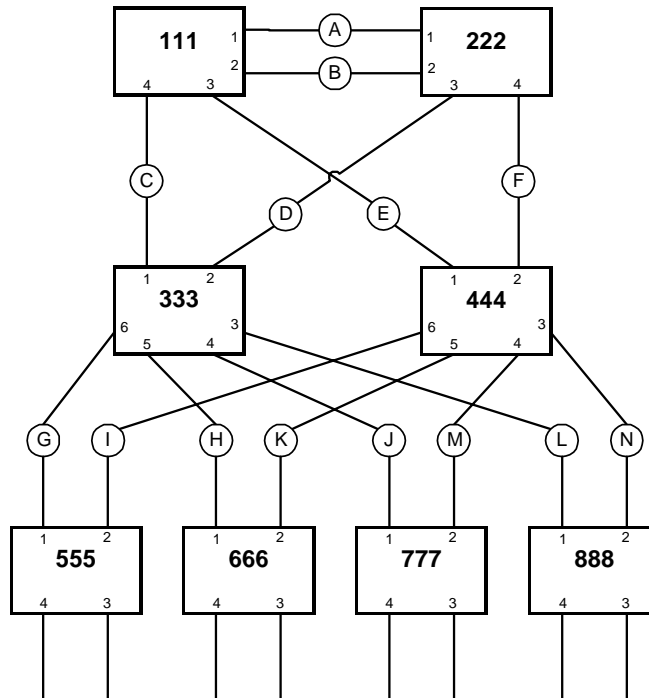 111 1 A 1 222
2 B 2
4 3 3 4
C F
D E
1 2 1 2
333 444
6 3 6 3
5 4 5 4
G I H K J M L N
1 2 1 2 1 2 1 2
555 666 777 888
4 3 4 3 4 3 4 3